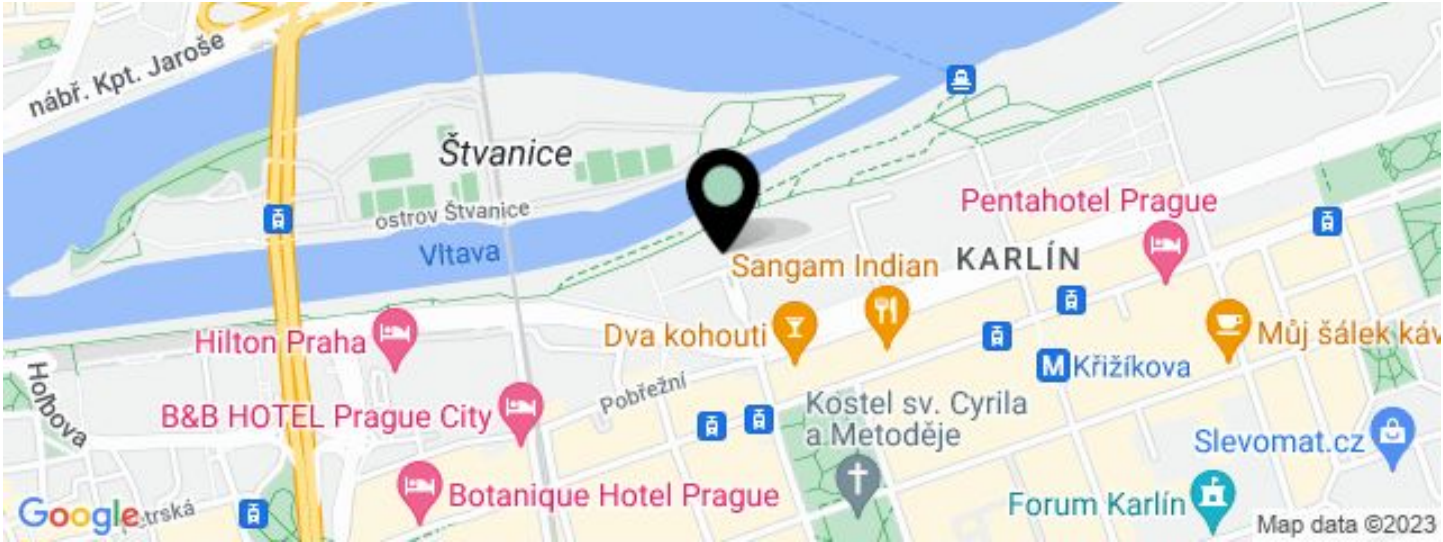 nábř. Kpt. Jaroše
Štvanice
ostrov Štvanice
Vltava
Pentahotel Prague
Sangam Indian
KARLÍN
Hilton Praha
Dva kohouti
Můj šálek káv
M Křižíkova
Holbova
Pobřežní
B&B HOTEL Prague City
Kostel sv. Cyrila
a Metoděje
Slevomat.cz
Botanique Hotel Prague
Forum Karlín
Google
trská
Map data ©2023